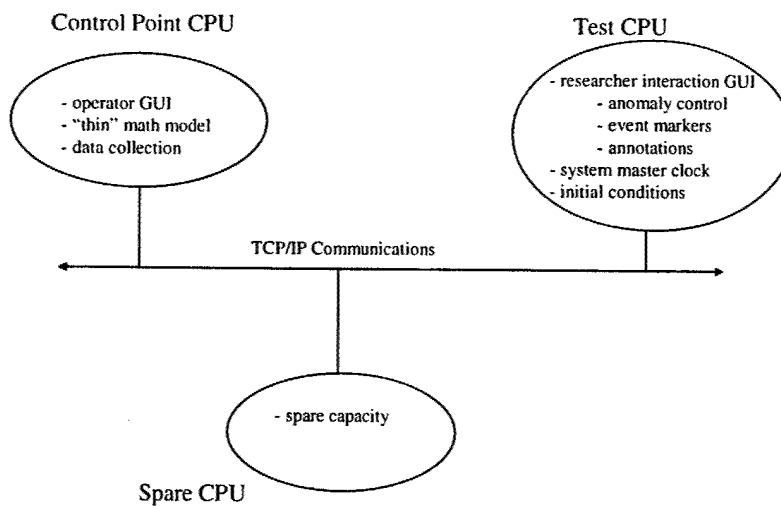 Control Point CPU
- operator GUI
- "thin" math model
- data collection
Test CPU
- researcher interaction GUI
- anomaly control
- event markers
- annotations
- system master clock
- initial conditions
TCP/IP Communications
- spare capacity
Spare CPU